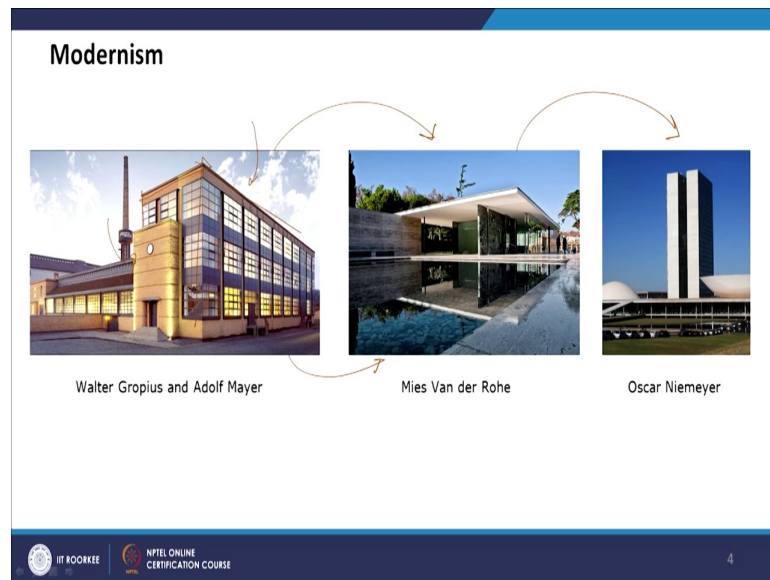 Modernism
Walter Gropius and Adolf Mayer
Mies Van der Rohe
Oscar Niemeyer
IIT ROORKEE
NPTEL ONLINE
CERTIFICATION COURSE
4